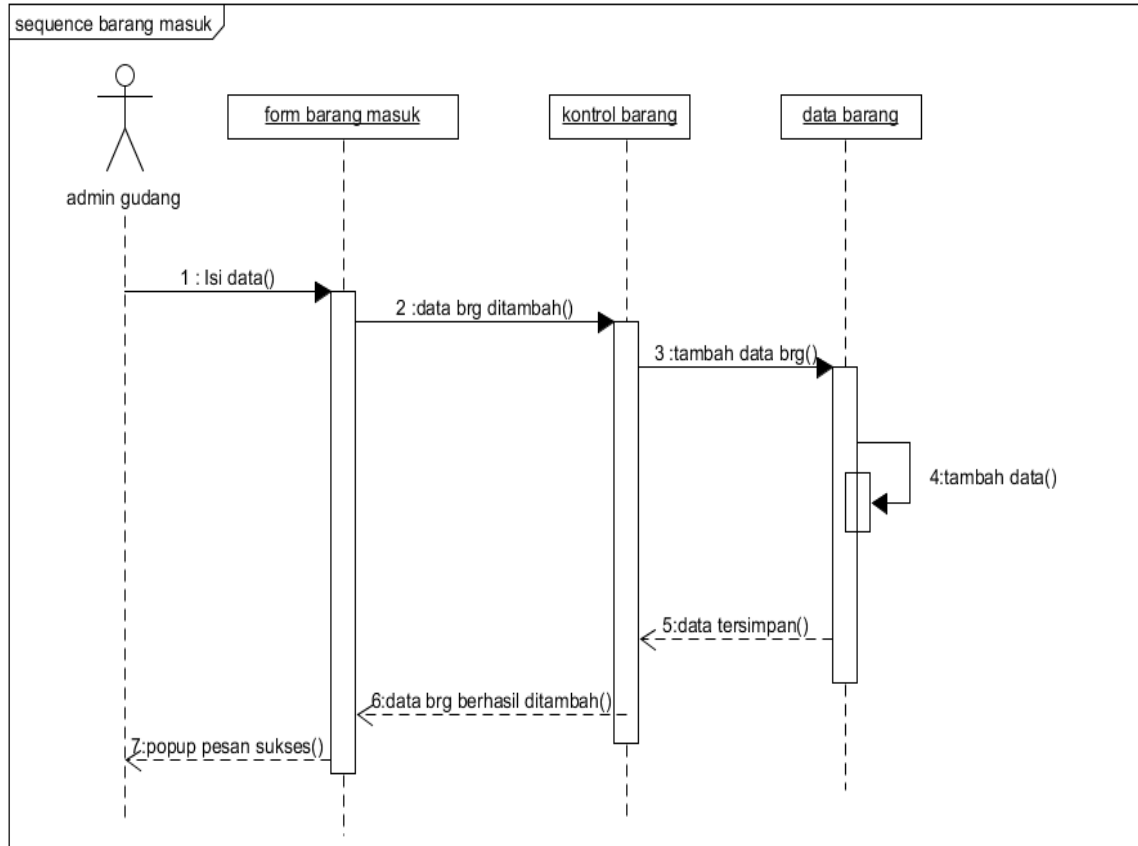 sequence barang masuk
form barang masuk
kontrol barang
data barang
admin gudang
1 : Isi data()
2 :data brg ditambah()
3 :tambah data brg()
4:tambah data()
5:data tersimpan()
6:data brg berhasil ditambah()
7:popup pesan sukses()